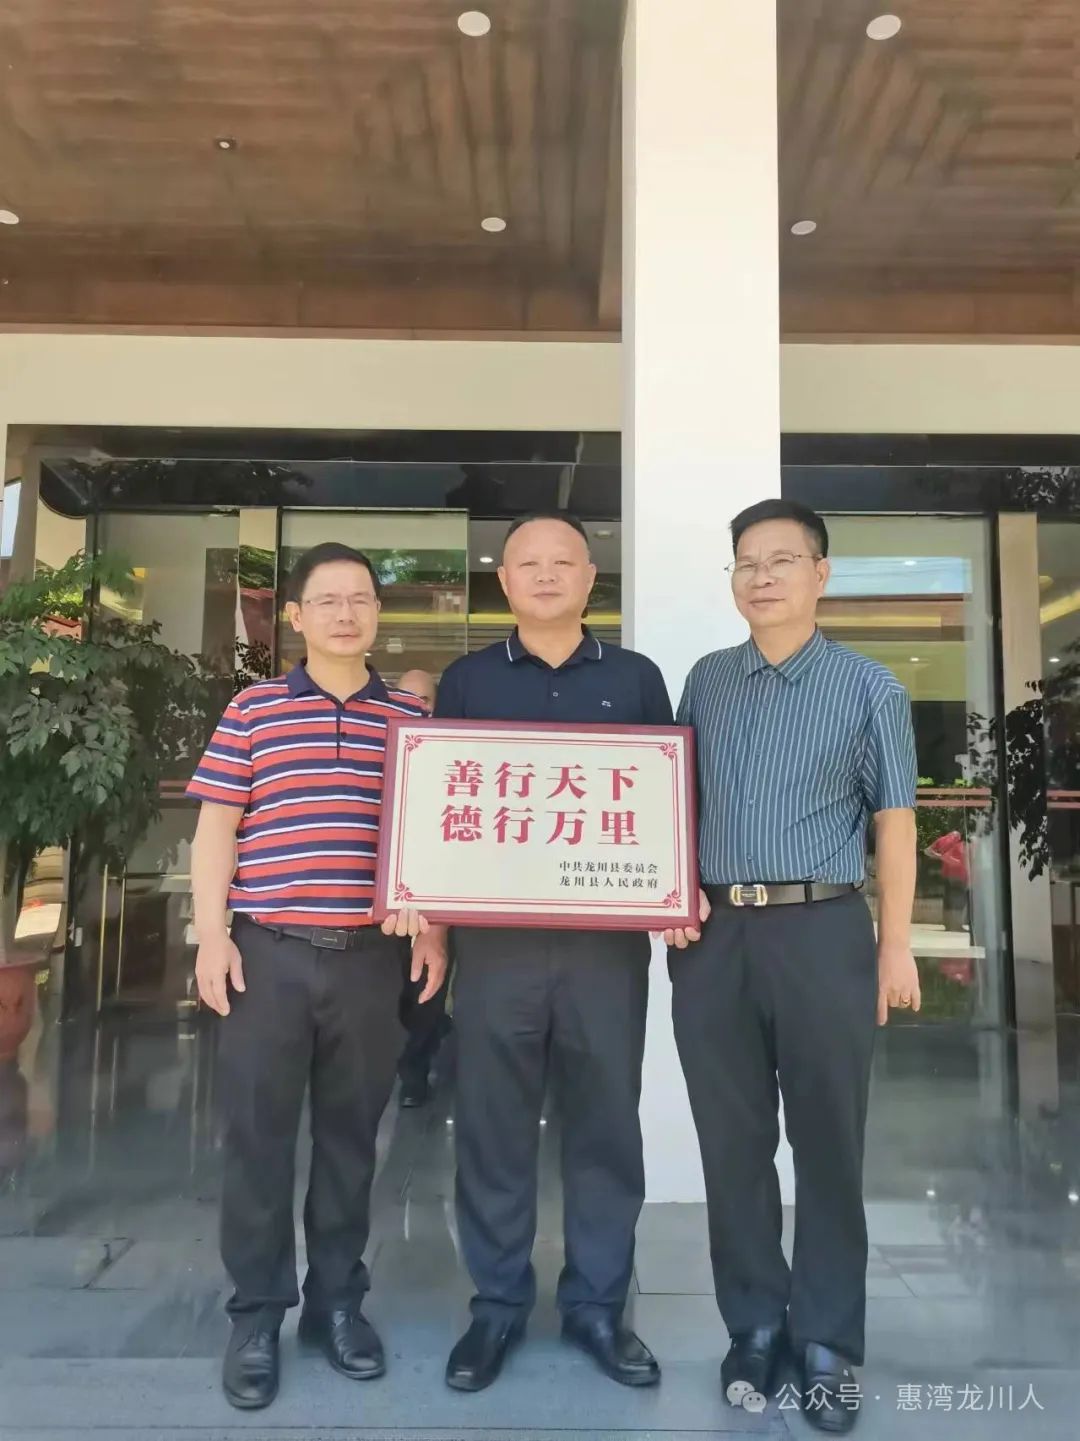 善行天下
德行万里
中共龙川县委员会
龙川县人民政府
公众号·惠湾龙川人